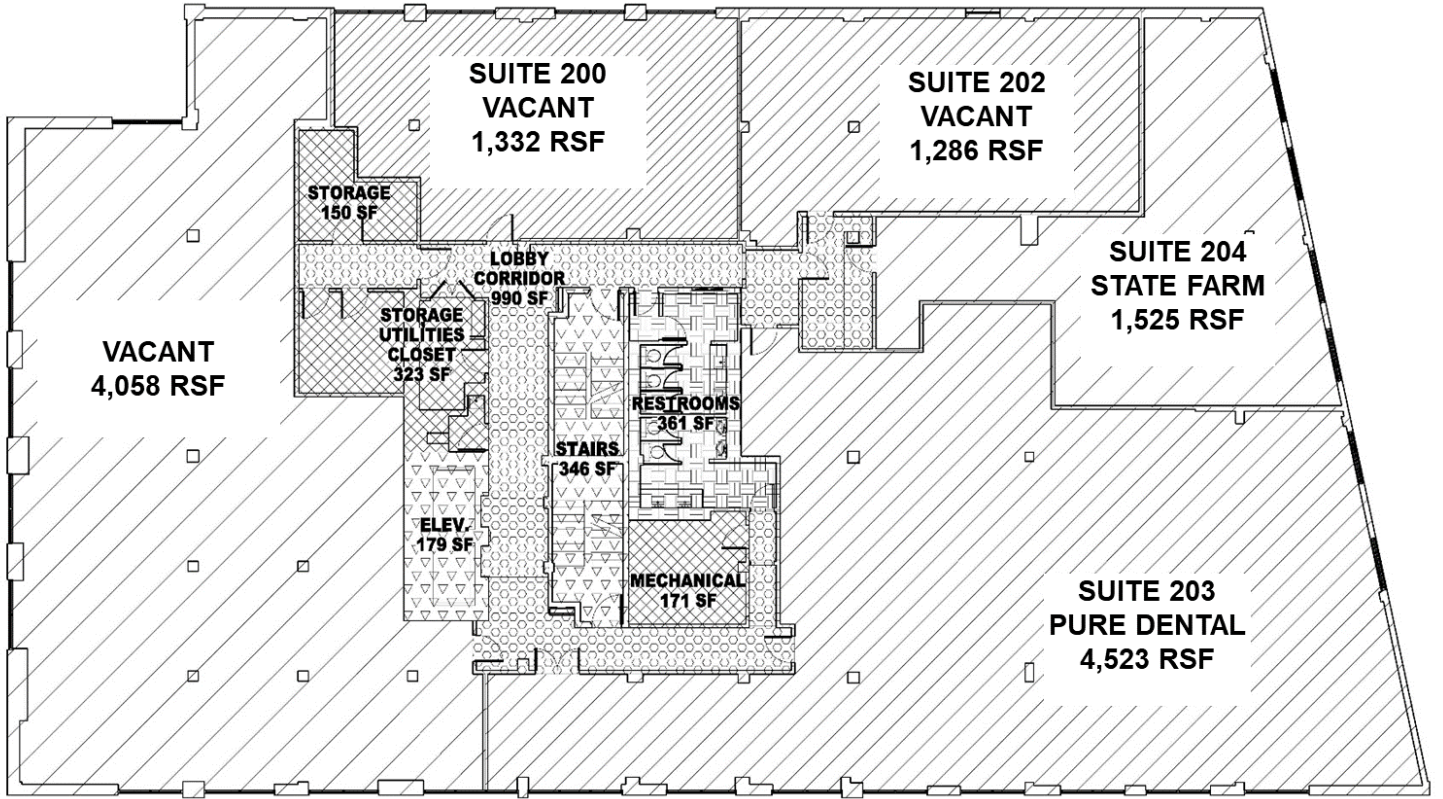 SUITE 200
VACANT
1,332 RSF
SUITE 202
VACANT
1,286 RSF
STORAGE
150 SF
LOBBY
CORRIDOR
990 SF
SUITE 204
STATE FARM
1,525 RSF
STORAGE
UTILITIES
CLOSET
323 SF
VACANT
4,058 RSF
RESTROOMS
361 SF
STAIRS
346 SF
ELEV.
179 SF
MECHANICAL
171 SF
SUITE 203
PURE DENTAL
4,523 RSF